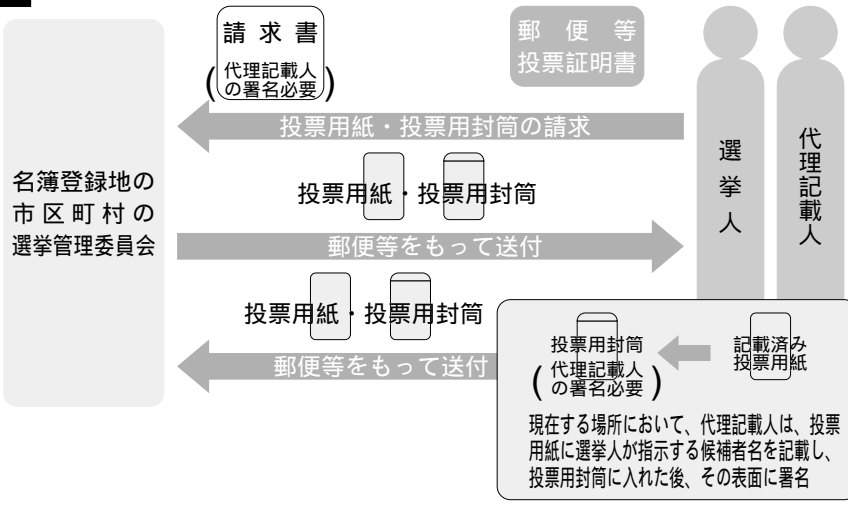 請求書
(代理記載人
の署名必要)
郵便等
投票証明書
投票用紙・投票用封筒の請求
選挙人
代理記載人
名簿登録地の
市区町村の
選挙管理委員会
投票用紙・投票用封筒
郵便等をもって送付
投票用紙・投票用封筒
郵便等をもって送付
投票用封筒
(代理記載人
の署名必要)
記載済み
投票用紙
現在する場所において、代理記載人は、投票
用紙に選挙人が指示する候補者名を記載し、
投票用封筒に入れた後、その表面に署名